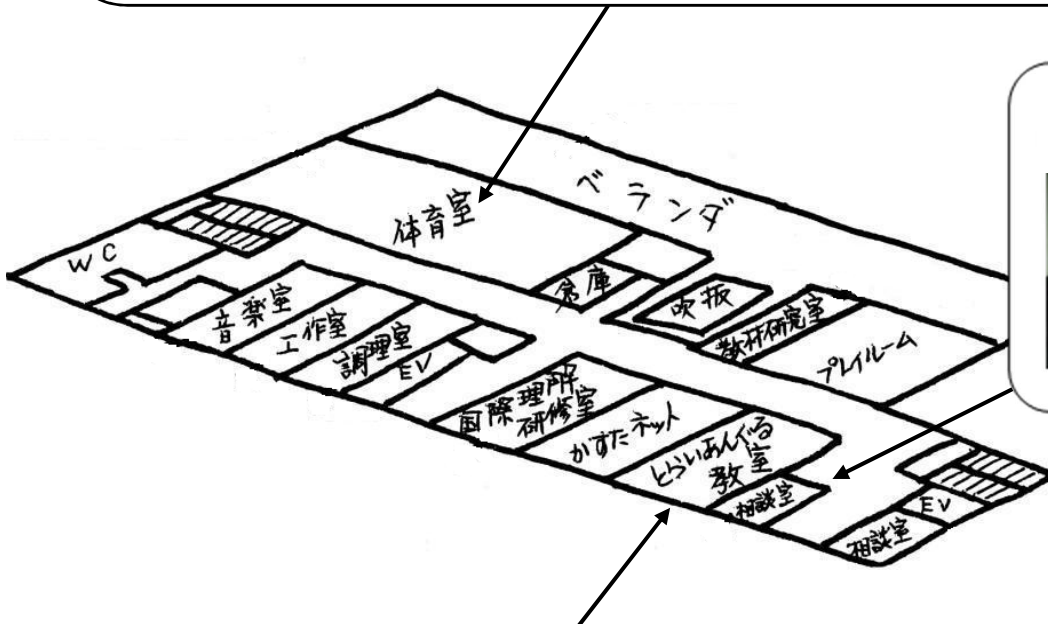 ベランダ
体育室
WC
倉庫
吹抜
教材研究室
プレイルーム
音楽室
工作室
調理室
EV
国際理解
研修室
かすたネット
とらいあんぐる
教室
相談室
EV
相談室